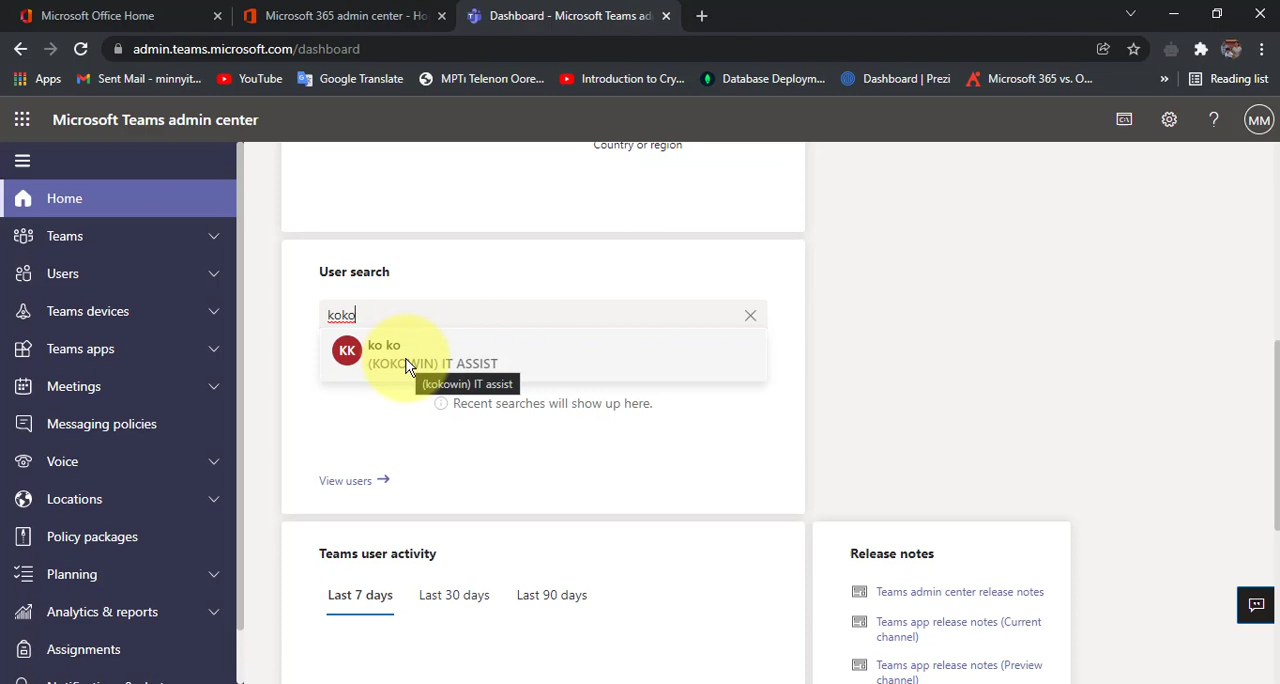 Microsoft Office Home
Microsoft 365 admin center - Ho
Dashboard - Microsoft Teams ad
admin.teams.microsoft.com/dashboard
Apps
Sent Mail - minnyit...
YouTube
Google Translate
MPTi Telenon Oore...
Introduction to Cry...
Database Deploym...
Dashboard | Prezi
Microsoft 365 vs. O...
»
Reading list
Microsoft Teams admin center
?
MM
Home
Teams
Users
Teams devices
Teams apps
Meetings
Messaging policies
Voice
Locations
Policy packages
Planning
Analytics & reports
Assignments
Country or region
User search
koko
KK
ko ko
(KOKOWIN) IT ASSIST
(kokowin) IT assist
Recent searches will show up here.
View users
Teams user activity
Last 7 days
Last 30 days
Last 90 days
Release notes
Teams admin center release notes
Teams app release notes (Current
channel)
Teams app release notes (Preview
channel)